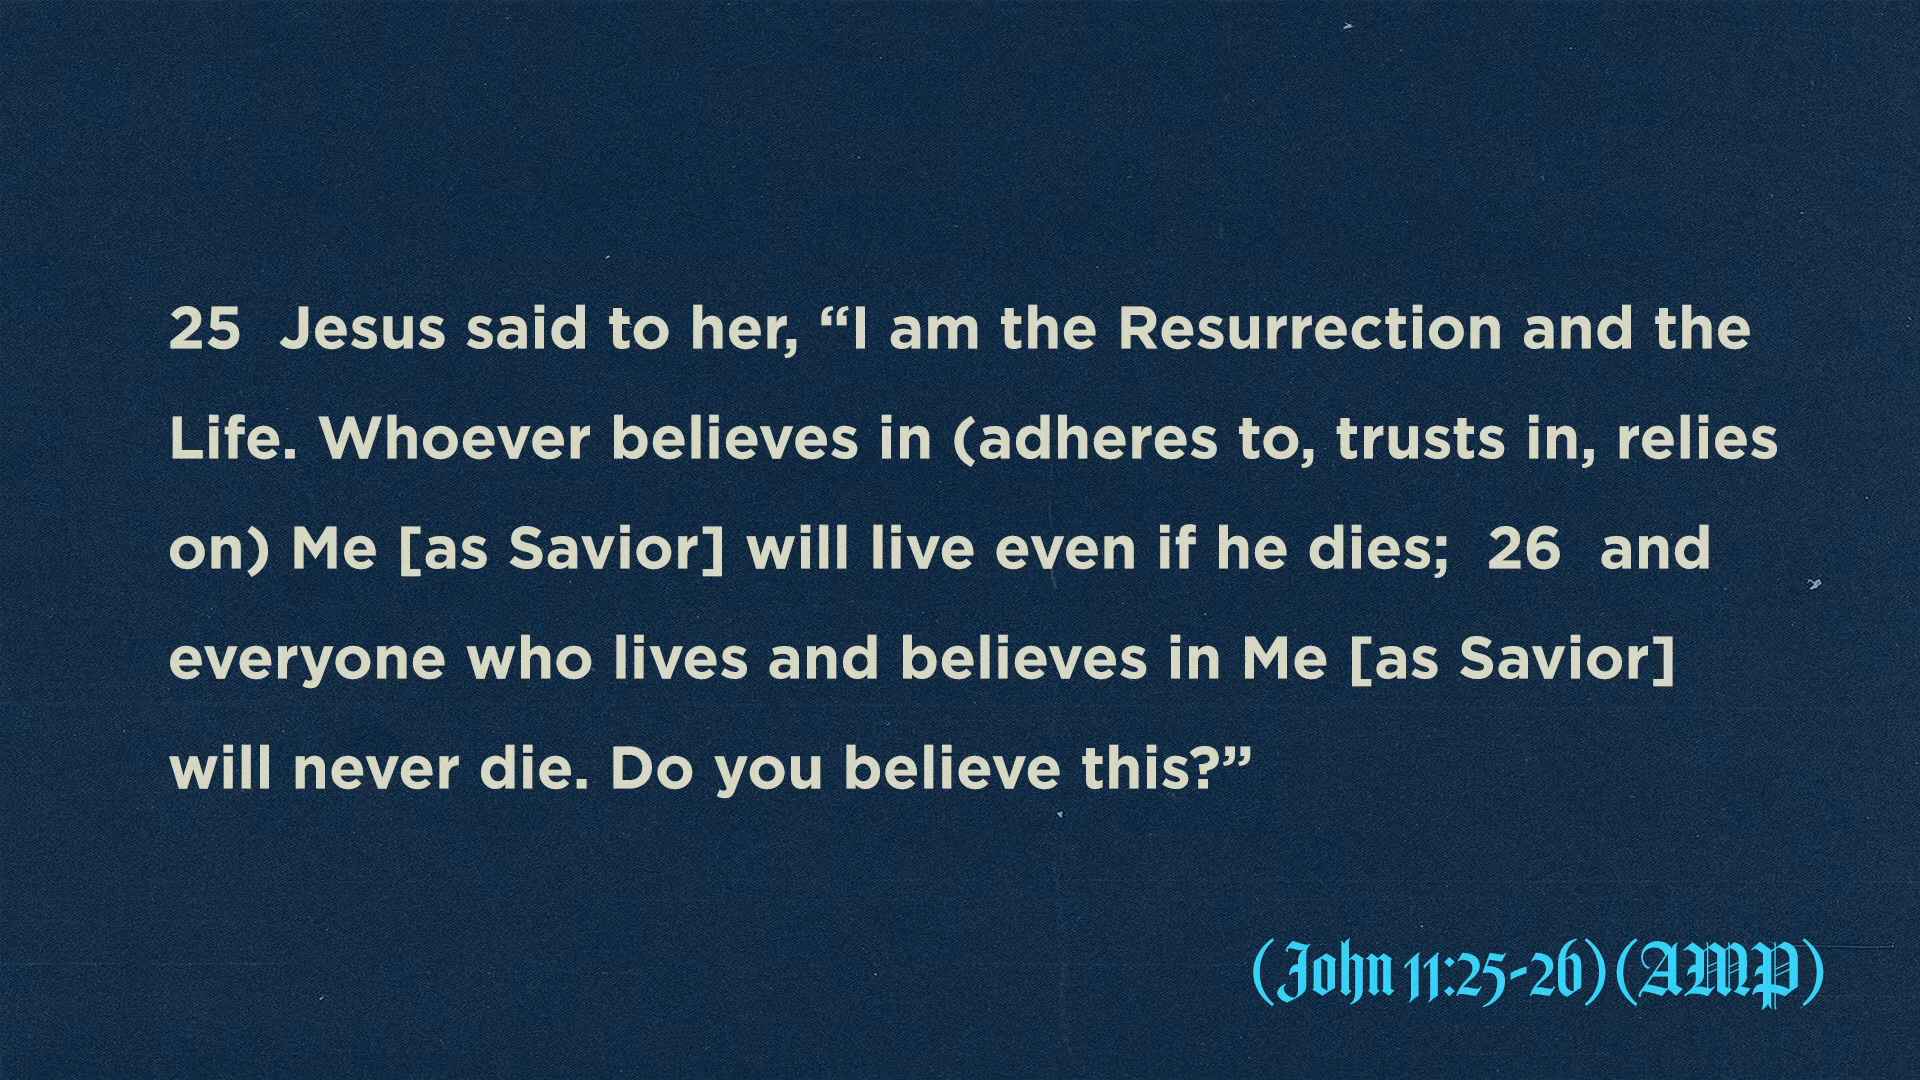 25  Jesus said to her, “I am the Resurrection and the
Life. Whoever believes in (adheres to, trusts in, relies
on) Me [as Savior] will live even if he dies;  26  and
everyone who lives and believes in Me [as Savior]
will never die. Do you believe this?”
(John 11:25-26)(AMP)